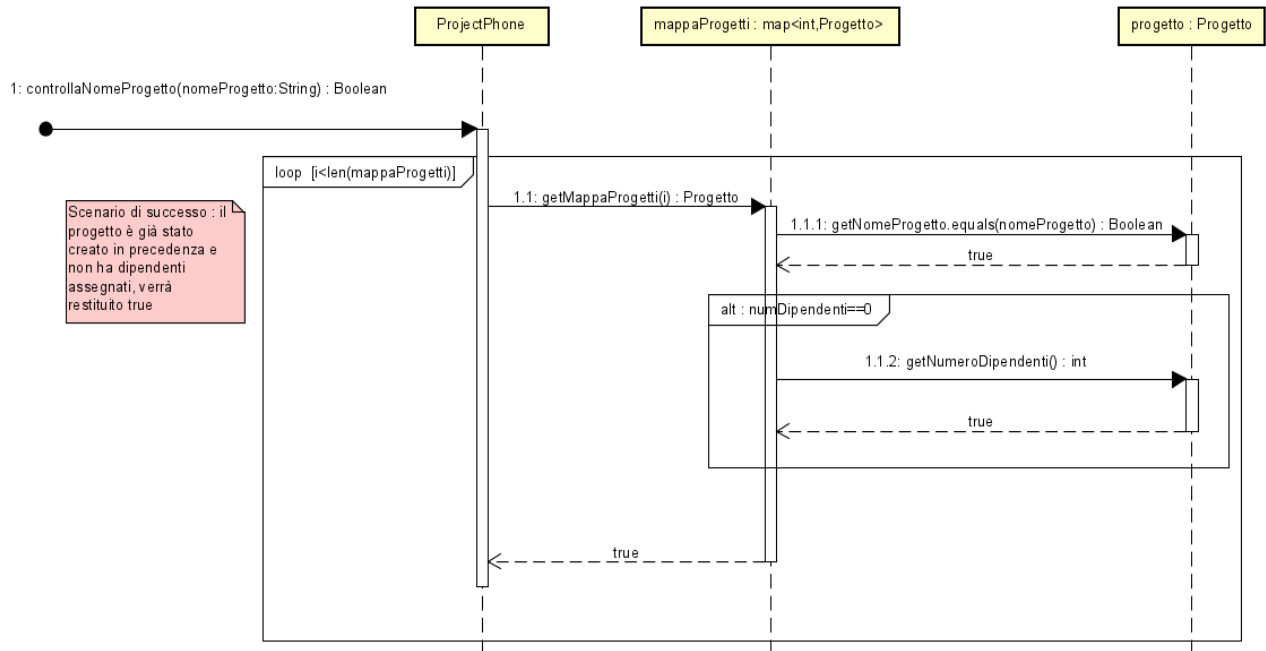 ProjectPhone
mappaProgetti : map<int,Progetto>
progetto : Progetto
1: controllaNomeProgetto(nomeProgetto:String) : Boolean
loop [i<len(mappaProgetti)]
Scenario di successo : il
progetto è già stato
creato in precedenza e
non ha dipendenti
assegnati, verrà
restituito true
1.1: getMappaProgetti(i) : Progetto
1.1.1: getNomeProgetto.equals(nomeProgetto) : Boolean
true
alt : numDipendenti==0
1.1.2: getNumeroDipendenti() : int
true
true